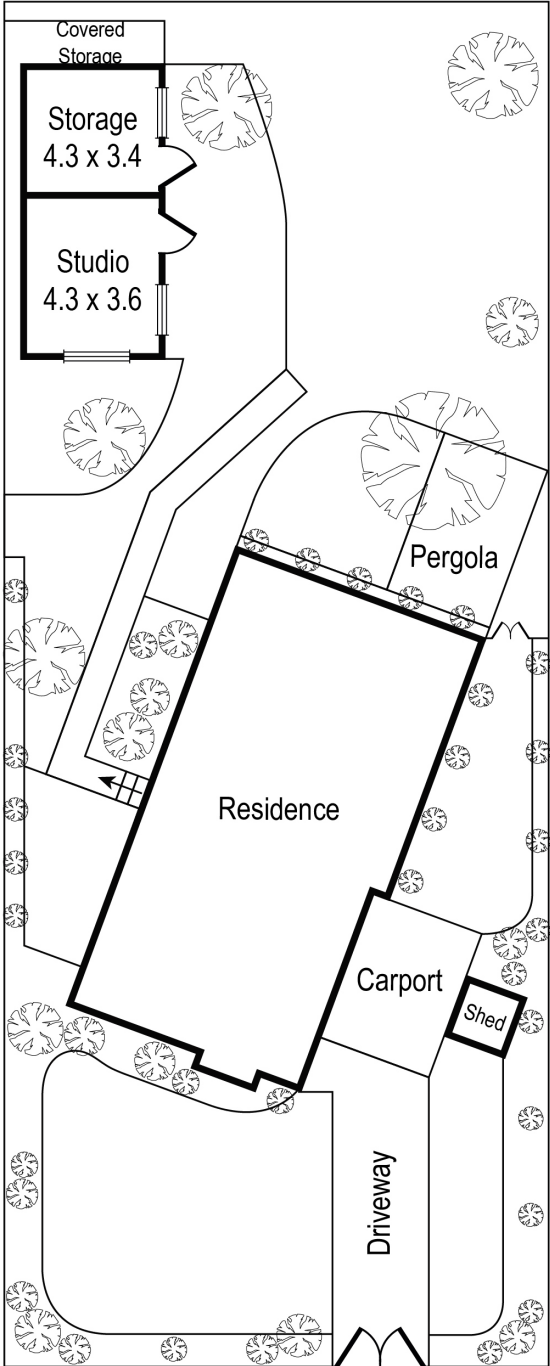 Covered
Storage
Storage
4.3 x 3.4
Studio
4.3 x 3.6
Pergola
Residence
Carport
Shed
Driveway